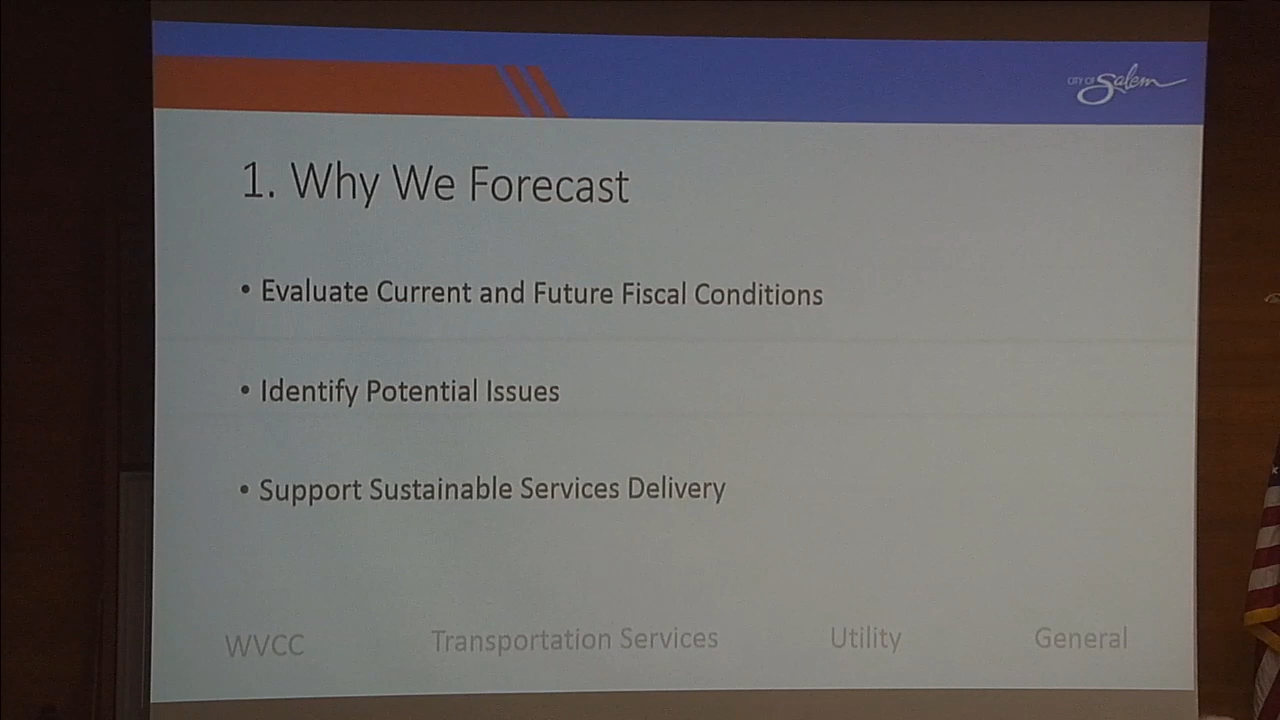 CITY OF Salem
1. Why We Forecast
• Evaluate Current and Future Fiscal Conditions
• Identify Potential Issues
• Support Sustainable Services Delivery
WVCC Transportation Services Utility General